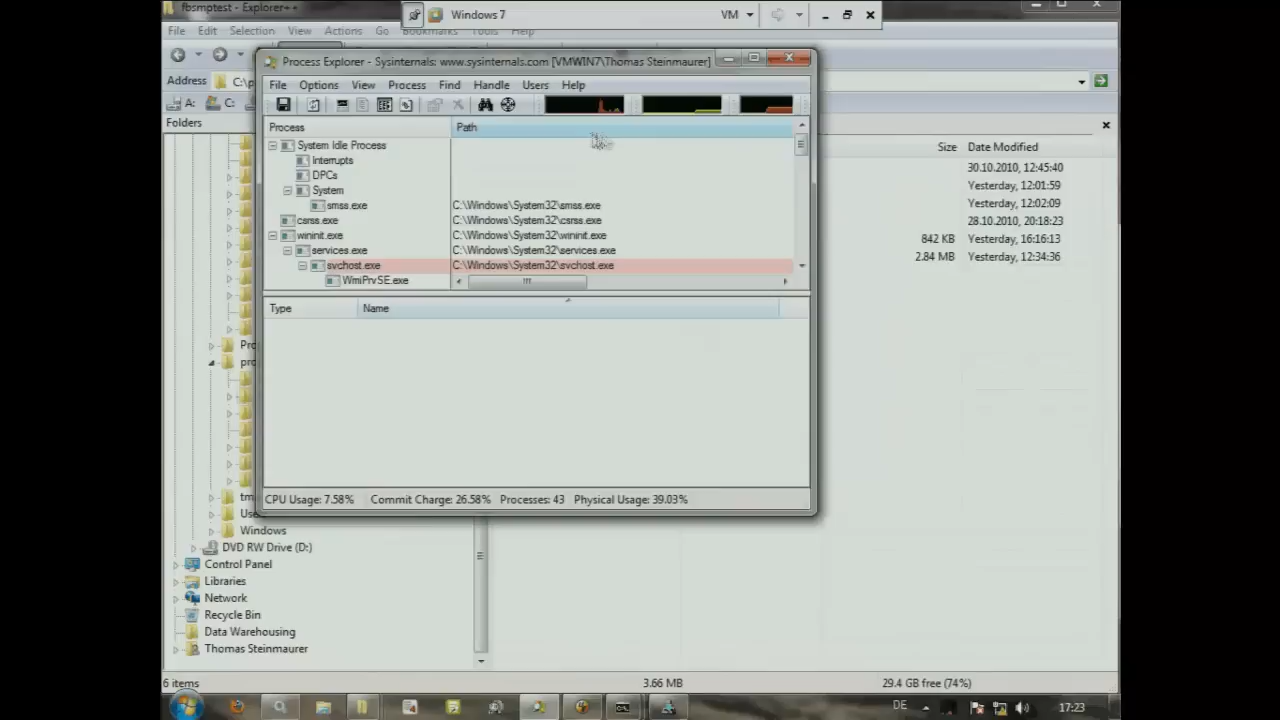 fbsmptest - Explorer++
Windows 7
VM
File Edit Selection View Actions Go Bookmarks Tools Help
Process Explorer - Sysinternals: www.sysinternals.com [VMWIN7\Thomas Steinmaurer]
Address C:\p
File Options View Process Find Handle Users Help
A: C:
Folders
Process Path
System Idle Process
Interrupts
DPCs
System
smss.exe C:\Windows\System32\smss.exe
csrss.exe C:\Windows\System32\csrss.exe
wininit.exe C:\Windows\System32\wininit.exe
services.exe C:\Windows\System32\services.exe
svchost.exe C:\Windows\System32\svchost.exe
WmiPrvSE.exe
Size Date Modified
30.10.2010, 12:45:40
Yesterday, 12:01:59
Yesterday, 12:02:09
28.10.2010, 20:18:23
842 KB Yesterday, 16:16:13
2.84 MB Yesterday, 12:34:36
Type Name
Pro
pro
CPU Usage: 7.58% Commit Charge: 26.58% Processes: 43 Physical Usage: 39.03%
tm
Use
Windows
DVD RW Drive (D:)
Control Panel
Libraries
Network
Recycle Bin
Data Warehousing
Thomas Steinmaurer
6 items 3.66 MB 29.4 GB free (74%)
DE 17:23